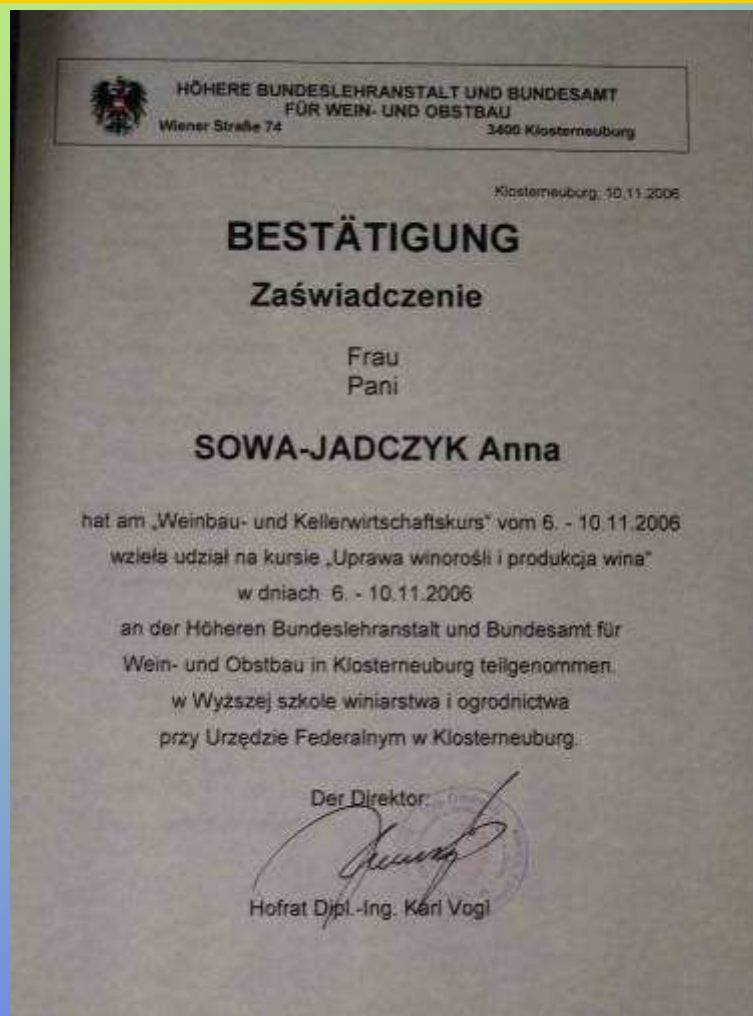 HÖHERE BUNDESLEHRANSTALT UND BUNDESAMT
FÜR WEIN- UND OBSTBAU
Wiener Straße 74 3400 Klosterneuburg
Klosterneuburg, 10.11.2006
BESTÄTIGUNG
Zaświadczenie
Frau
Pani
SOWA-JADCZYK Anna
hat am „Weinbau- und Kellerwirtschaftskurs“ vom 6. - 10.11.2006
wzieła udział na kursie „Uprawa winorośli i produkcja wina“
w dniach 6. - 10.11.2006
an der Höheren Bundeslehranstalt und Bundesamt für
Wein- und Obstbau in Klosterneuburg teilgenommen.
w Wyższej szkole winiarstwa i ogrodnictwa
przy Urzędzie Federalnym w Klosterneuburg.
Der Direktor:
Hofrat Dipl.-Ing. Karl Vogl